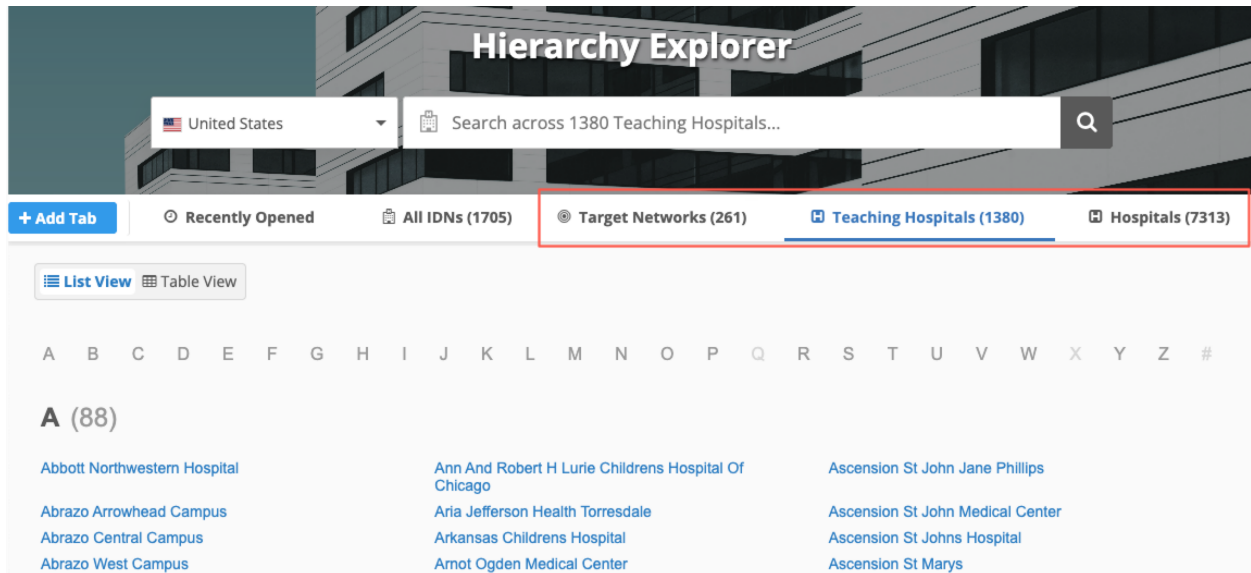 Hierarchy Explorer
United States
Search across 1380 Teaching Hospitals...
+ Add Tab
Recently Opened
All IDNs (1705)
Target Networks (261)
Teaching Hospitals (1380)
Hospitals (7313)
List View
Table View
A B C D E F G H I J K L M N O P Q R S T U V W X Y Z #
A (88)
Abbott Northwestern Hospital
Abrazo Arrowhead Campus
Abrazo Central Campus
Abrazo West Campus
Ann And Robert H Lurie Childrens Hospital Of
Chicago
Aria Jefferson Health Torresdale
Arkansas Childrens Hospital
Arnot Ogden Medical Center
Ascension St John Jane Phillips
Ascension St John Medical Center
Ascension St Johns Hospital
Ascension St Marys